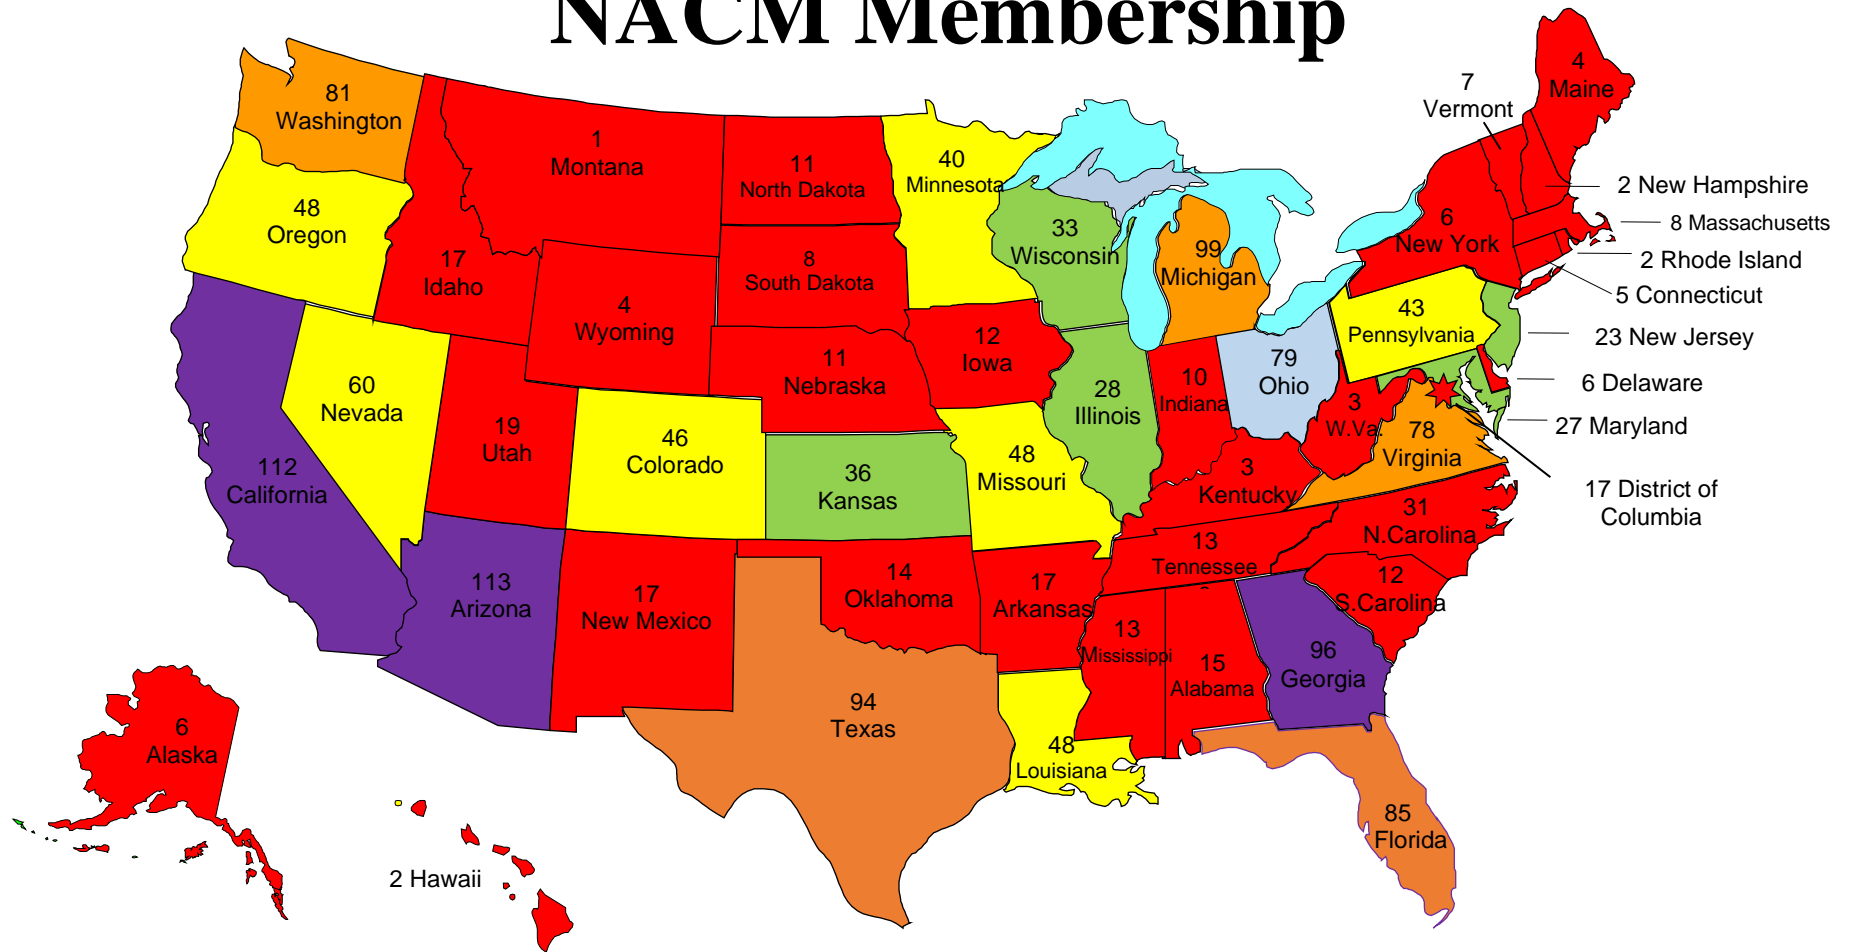 NACM Membership
4
Maine
7
Vermont
81
Washington
1
Montana
11
North Dakota
40
Minnesota
2 New Hampshire
48
Oregon
17
Idaho
8
South Dakota
33
Wisconsin
99
Michigan
6
New York
8 Massachusetts
2 Rhode Island
5 Connecticut
4
Wyoming
12
Iowa
43
Pennsylvania
23 New Jersey
60
Nevada
19
Utah
11
Nebraska
28
Illinois
10
Indiana
79
Ohio
6 Delaware
3
W.Va.
27 Maryland
112
California
46
Colorado
36
Kansas
48
Missouri
3
Kentucky
78
Virginia
17 District of
Columbia
31
N.Carolina
13
Tennessee
113
Arizona
17
New Mexico
14
Oklahoma
17
Arkansas
12
S.Carolina
13
Mississippi
15
Alabama
96
Georgia
6
Alaska
94
Texas
48
Louisiana
85
Florida
2 Hawaii